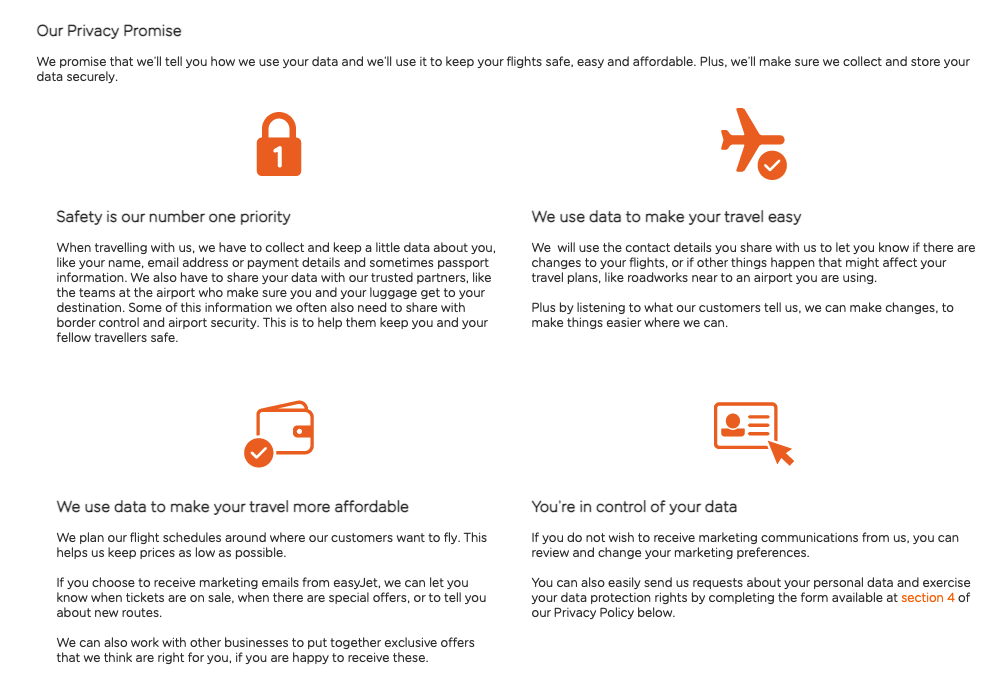 Our Privacy Promise
We promise that we'll tell you how we use your data and we'll use it to keep your flights safe, easy and affordable. Plus, we'll make sure we collect and store your
data securely.
1
Safety is our number one priority
When travelling with us, we have to collect and keep a little data about you,
like your name, email address or payment details and sometimes passport
information. We also have to share your data with our trusted partners, like
the teams at the airport who make sure you and your luggage get to your
destination. Some of this information we often also need to share with
border control and airport security. This is to help them keep you and your
fellow travellers safe.
We use data to make your travel easy
We  will use the contact details you share with us to let you know if there are
changes to your flights, or if other things happen that might affect your
travel plans, like roadworks near to an airport you are using.
Plus by listening to what our customers tell us, we can make changes, to
make things easier where we can.
We use data to make your travel more affordable
We plan our flight schedules around where our customers want to fly. This
helps us keep prices as low as possible.
If you choose to receive marketing emails from easyJet, we can let you
know when tickets are on sale, when there are special offers, or to tell you
about new routes.
We can also work with other businesses to put together exclusive offers
that we think are right for you, if you are happy to receive these.
You're in control of your data
If you do not wish to receive marketing communications from us, you can
review and change your marketing preferences.
You can also easily send us requests about your personal data and exercise
your data protection rights by completing the form available at section 4 of
our Privacy Policy below.